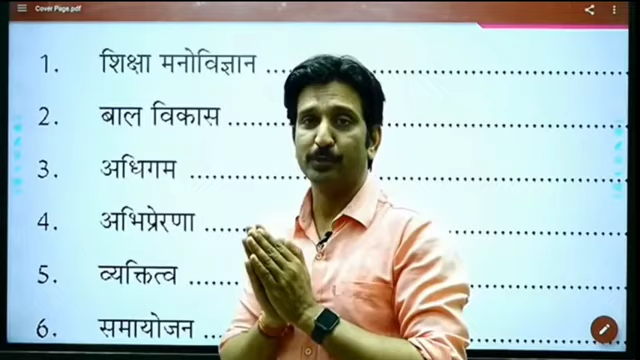 Cover Page.pdf
1. शिक्षा मनोविज्ञान
2. बाल विकास
3. अधिगम
4. अभिप्रेरणा
5. व्यक्तित्व
6. समायोजन